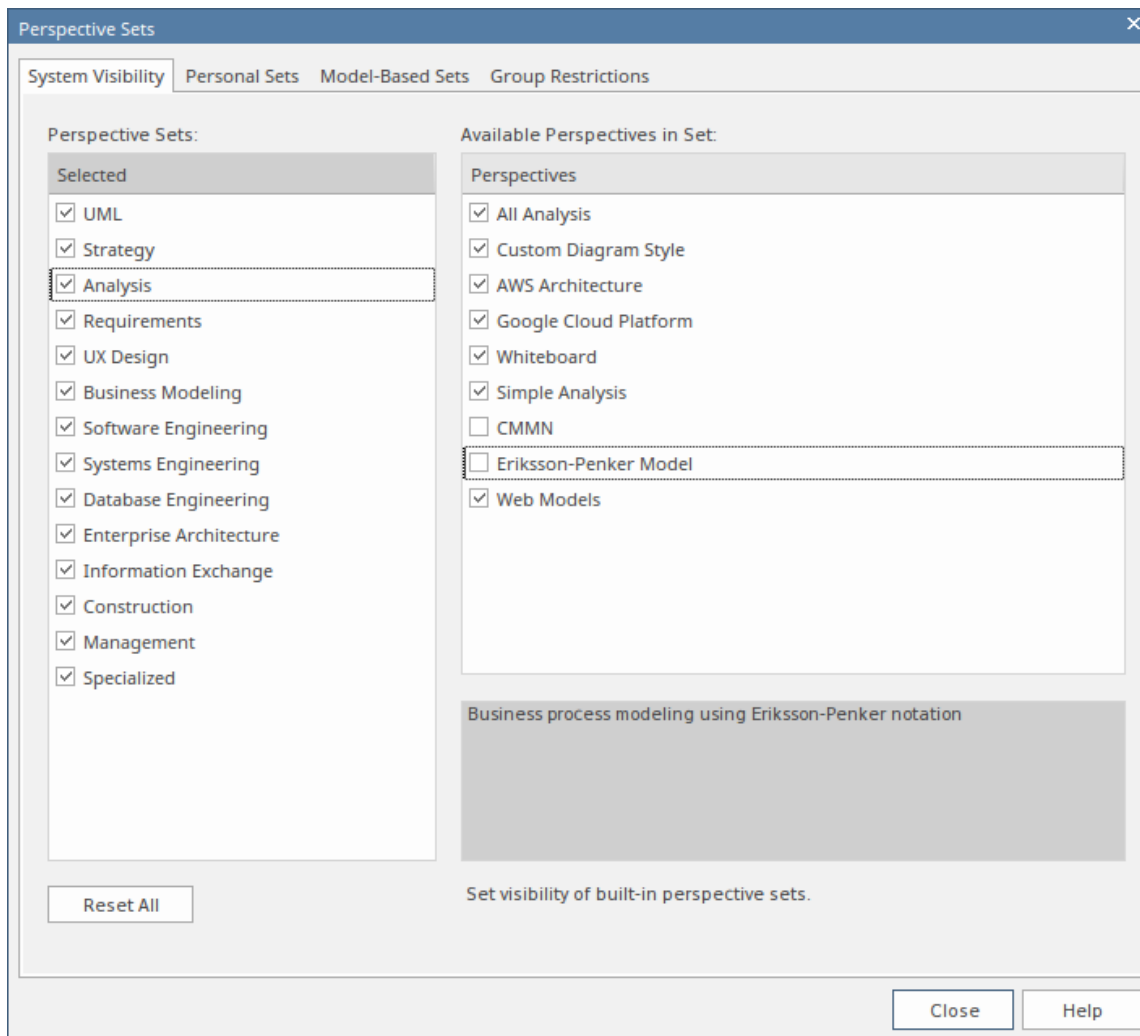 Perspective Sets
System Visibility Personal Sets Model-Based Sets Group Restrictions
Perspective Sets:
Selected
UML
Strategy
Analysis
Requirements
UX Design
Business Modeling
Software Engineering
Systems Engineering
Database Engineering
Enterprise Architecture
Information Exchange
Construction
Management
Specialized
Reset All
Available Perspectives in Set:
Perspectives
All Analysis
Custom Diagram Style
AWS Architecture
Google Cloud Platform
Whiteboard
Simple Analysis
CMMN
Eriksson-Penker Model
Web Models
Business process modeling using Eriksson-Penker notation
Set visibility of built-in perspective sets.
Close Help